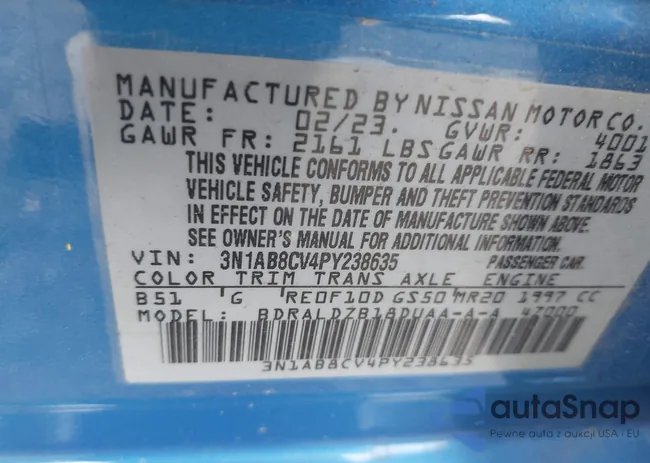 MANUFACTURED BY NISSAN MOTOR CO.
DATE: 02/23. GVWR: 4001
GAWR FR: 2161 LBS GAWR RR: 1863
THIS VEHICLE CONFORMS TO ALL APPLICABLE FEDERAL MOTOR
VEHICLE SAFETY, BUMPER AND THEFT PREVENTION STANDARDS
IN EFFECT ON THE DATE OF MANUFACTURE SHOWN ABOVE.
SEE OWNER'S MANUAL FOR ADDITIONAL INFORMATION.
VIN: 3N1AB8CV4PY238635 PASSENGER CAR.
COLOR TRIM TRANS AXLE ENGINE
B51 G RE0F10D GS50 MR20 1997 CC
MODEL: BDRALDZB18DUAA-A-A 47000
3N1AB8CV4PY238635
autaSnap
Pewne auta z aukcji USA i EU